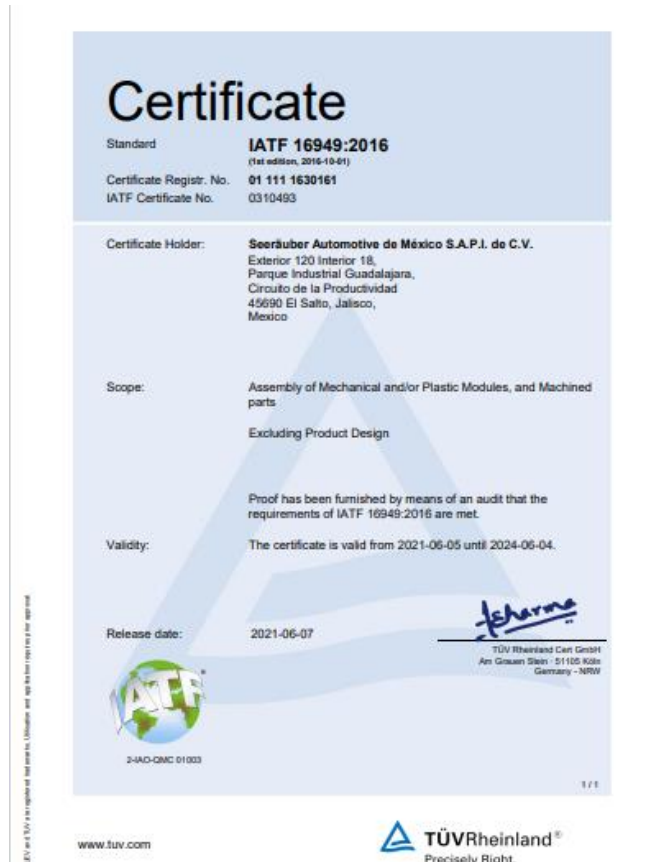 Certificate
Standard IATF 16949:2016
(1st edition, 2016-10-01)
Certificate Registr. No. 01 111 1630161
IATF Certificate No. 0310493
Certificate Holder: Seeräuber Automotive de México S.A.P.I. de C.V.
Exterior 120 Interior 18,
Parque Industrial Guadalajara,
Circuito de la Productividad
45690 El Salto, Jalisco,
Mexico
Scope: Assembly of Mechanical and/or Plastic Modules, and Machined
parts
Excluding Product Design
Proof has been furnished by means of an audit that the
requirements of IATF 16949:2016 are met.
Validity: The certificate is valid from 2021-06-05 until 2024-06-04.
Release date: 2021-06-07
TÜV Rheinland Cert GmbH
Am Grauen Stein · 51105 Köln
Germany – NRW
IATF
2-IAO-QMC 01003
1 / 1
www.tuv.com
TÜVRheinland®
Precisely Right.